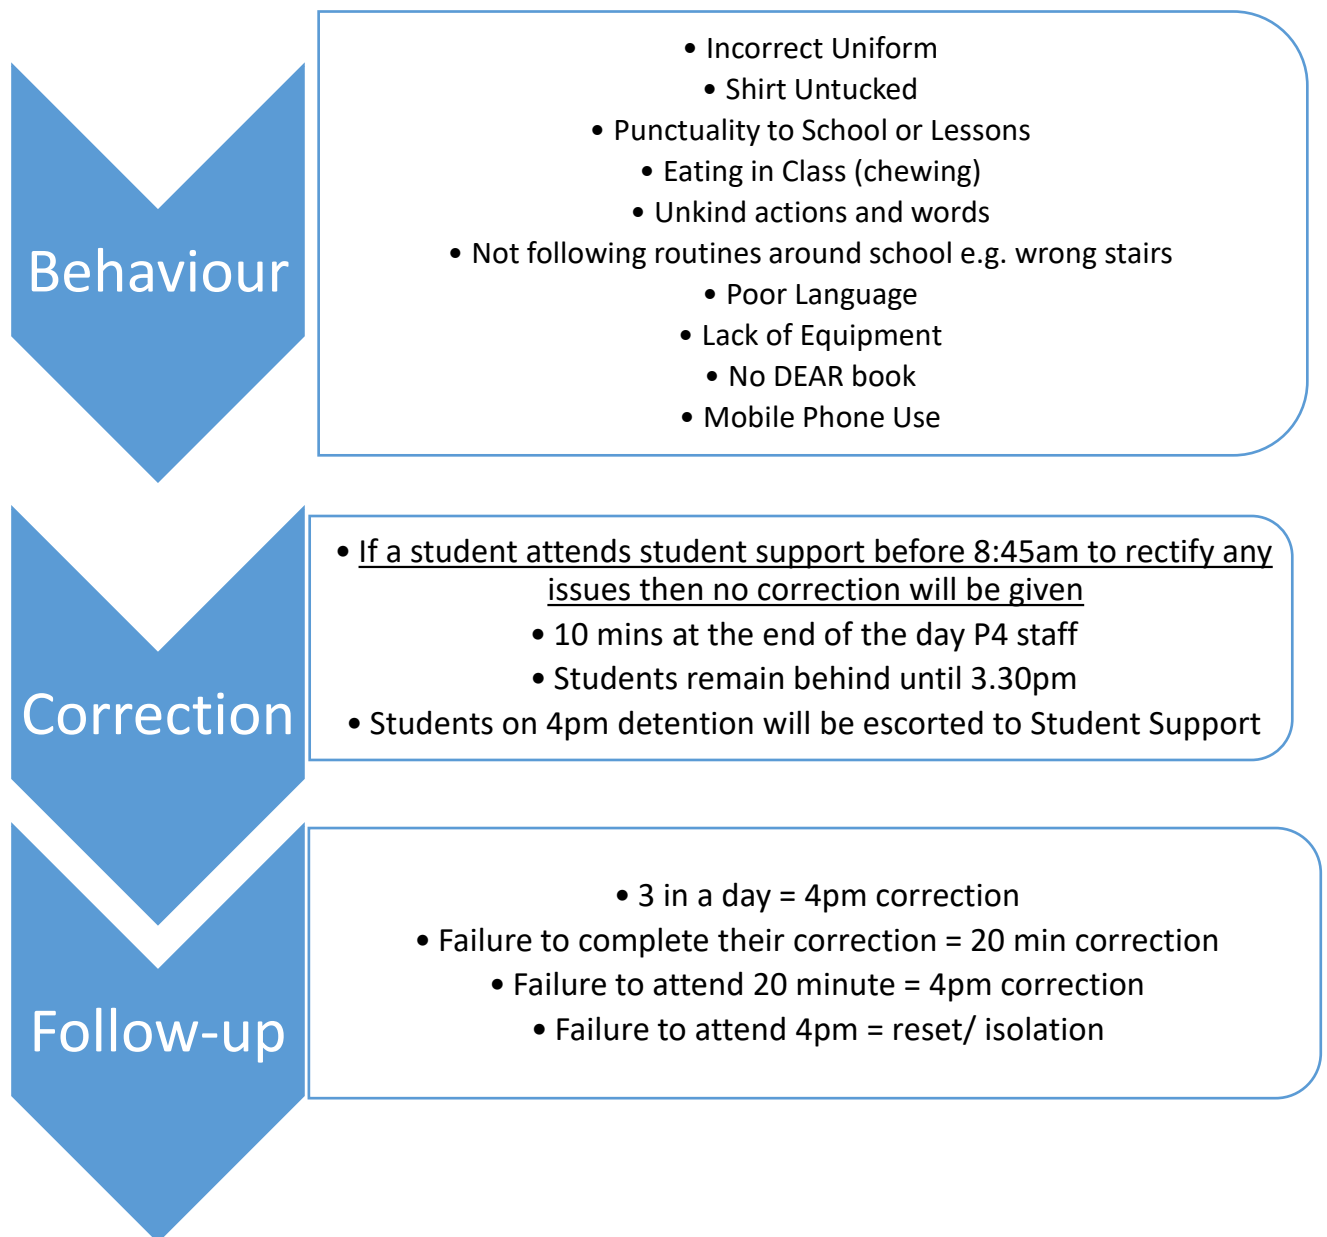 Behaviour
• Incorrect Uniform
• Shirt Untucked
• Punctuality to School or Lessons
• Eating in Class (chewing)
• Unkind actions and words
• Not following routines around school e.g. wrong stairs
• Poor Language
• Lack of Equipment
• No DEAR book
• Mobile Phone Use
Correction
• If a student attends student support before 8:45am to rectify any
issues then no correction will be given
• 10 mins at the end of the day P4 staff
• Students remain behind until 3.30pm
• Students on 4pm detention will be escorted to Student Support
Follow-up
• 3 in a day = 4pm correction
• Failure to complete their correction = 20 min correction
• Failure to attend 20 minute = 4pm correction
• Failure to attend 4pm = reset/ isolation